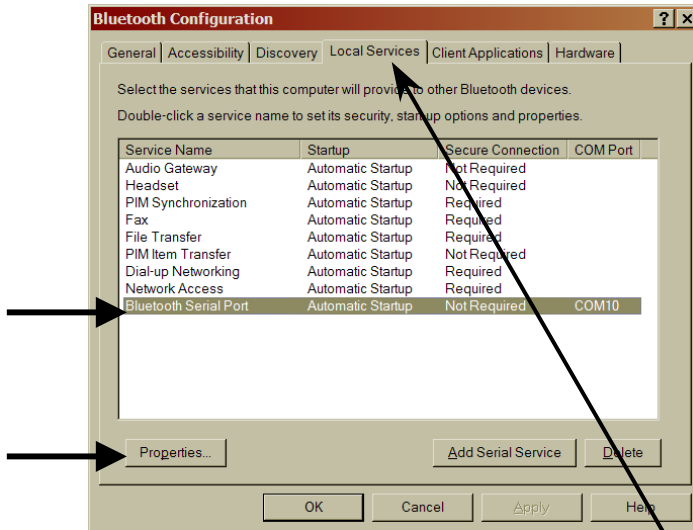 Bluetooth Configuration ? ×
General Accessibility Discovery Local Services Client Applications Hardware
Select the services that this computer will provide to other Bluetooth devices.
Double-click a service name to set its security, startup options and properties.
Service Name Startup Secure Connection COM Port
Audio Gateway Automatic Startup Not Required
Headset Automatic Startup Not Required
PIM Synchronization Automatic Startup Required
Fax Automatic Startup Required
File Transfer Automatic Startup Required
PIM Item Transfer Automatic Startup Not Required
Dial-up Networking Automatic Startup Required
Network Access Automatic Startup Required
Bluetooth Serial Port Automatic Startup Not Required COM10
Properties... Add Serial Service Delete
OK Cancel Apply Help